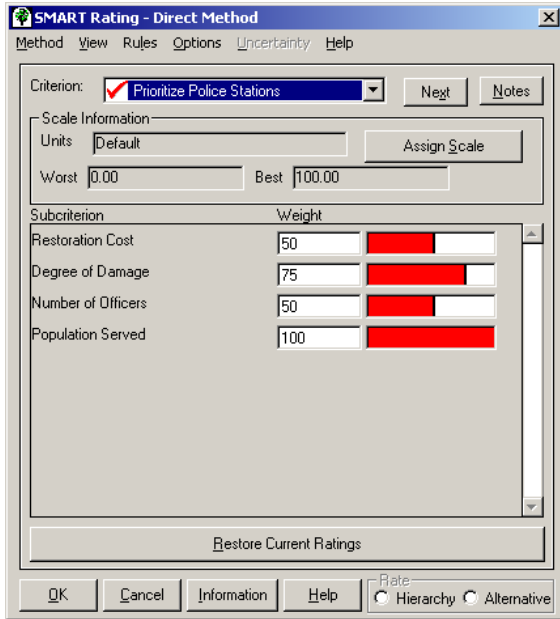 SMART Rating - Direct Method
Method View Rules Options Uncertainty Help
Criterion: Prioritize Police Stations Next Notes
Scale Information
Units Default Assign Scale
Worst 0.00 Best 100.00
Subcriterion Weight
Restoration Cost 50
Degree of Damage 75
Number of Officers 50
Population Served 100
Restore Current Ratings
Rate
OK Cancel Information Help Hierarchy Alternative